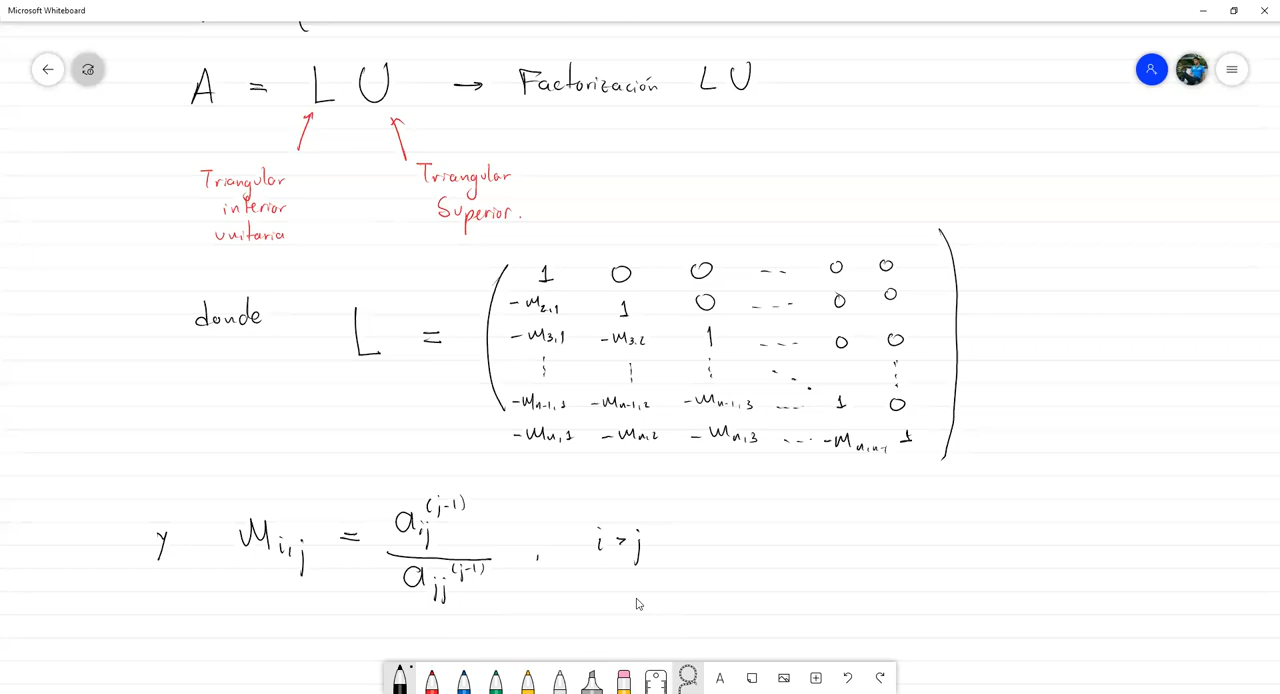 Microsoft Whiteboard
A = L U → Factorización L U
Triangular inferior unitaria
Triangular Superior.
donde L =
1 0 0 -- 0 0
-m2,1 1 0 ---- 0 0
-m3,1 -m3,2 1 ---- 0 0
⋮ ⋮ ⋮ ⋱ ⋮
-mn-1,1 -mn-1,2 -mn-1,3 ---- 1 0
-mn,1 -mn,2 -mn,3 ---- -mn,n-1 1
y mi,j = aij^(j-1) / ajj^(j-1) , i > j
A